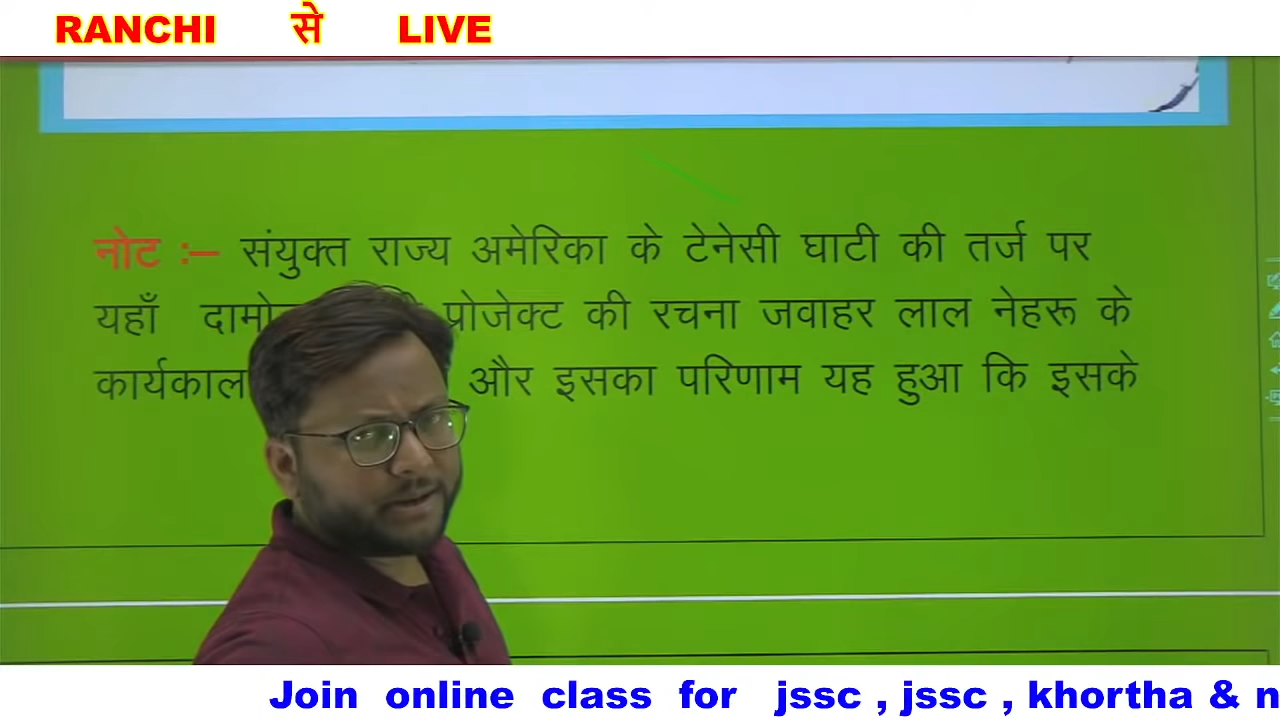 RANCHI से LIVE
नोट :– संयुक्त राज्य अमेरिका के टेनेसी घाटी की तर्ज पर
यहाँ प्रोजेक्ट की रचना जवाहर लाल नेहरू के
कार्यकाल और इसका परिणाम यह हुआ कि इसके
Join online class for jssc , jssc , khortha & n